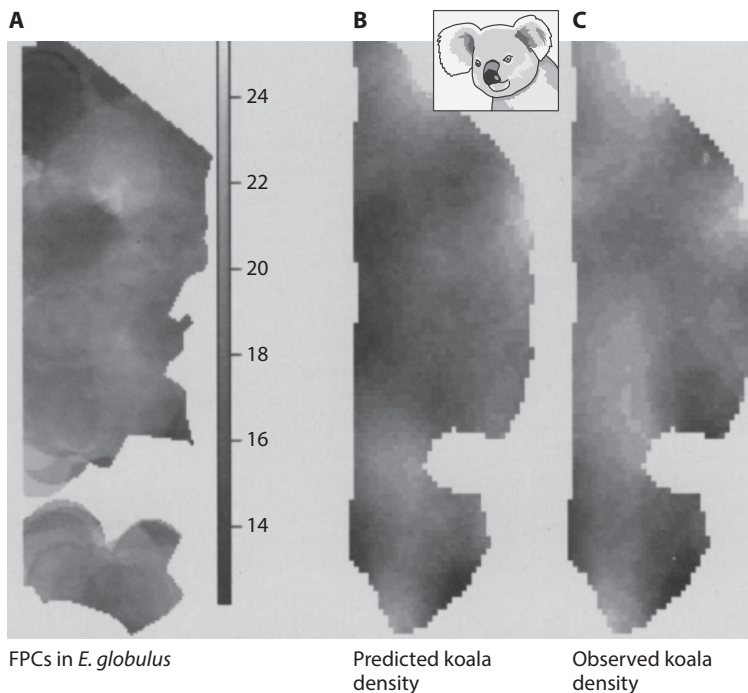 A
B
C
24
22
20
18
16
14
FPCs in E. globulus
Predicted koala
density
Observed koala
density